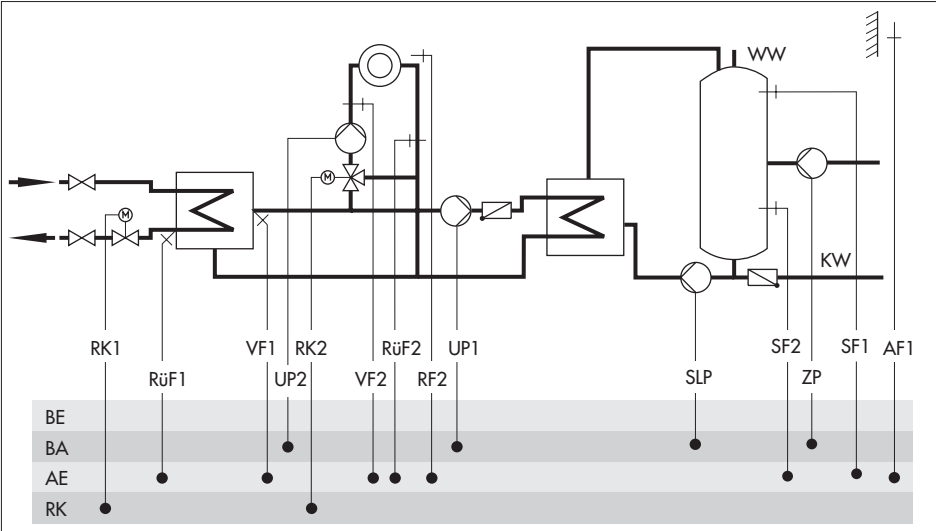 WW
M
M
KW
RK1 VF1 RK2 RüF2 UP1 SF2 SF1 AF1
RüF1 UP2 VF2 RF2 SLP ZP
BE
BA
AE
RK